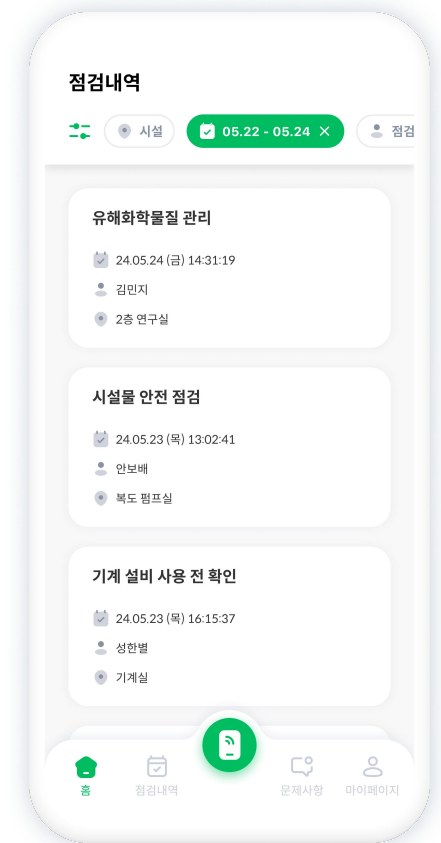 점검내역
시설
05.22 - 05.24
점검
유해화학물질 관리
24.05.24 (금) 14:31:19
김민지
2층 연구실
시설물 안전 점검
24.05.23 (목) 13:02:41
안보배
복도 펌프실
기계 설비 사용 전 확인
24.05.23 (목) 16:15:37
성한별
기계실
홈
점검내역
문제사항
마이페이지